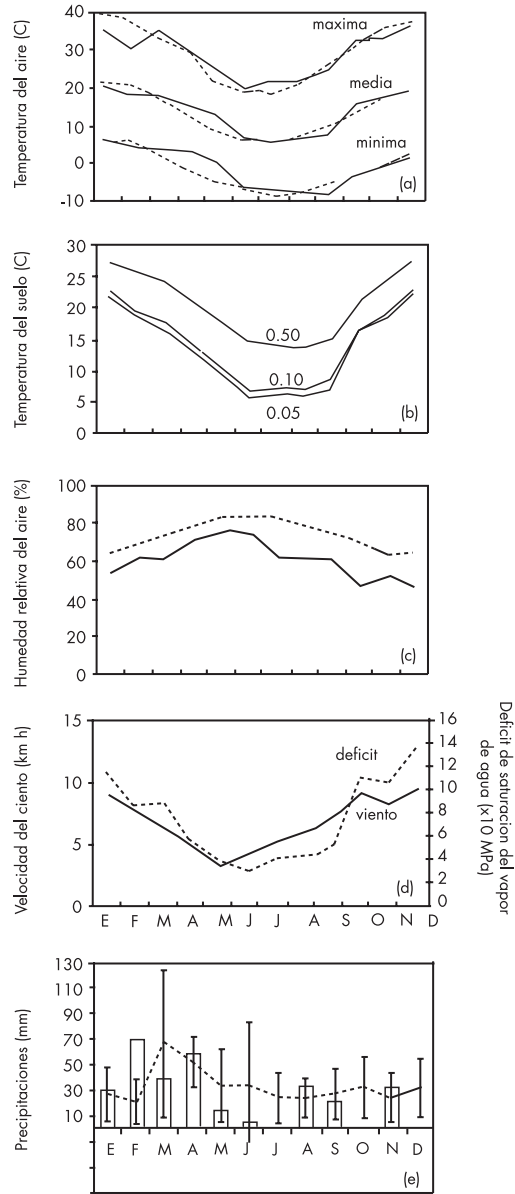 Temperatura del aire (C)
40
30
20
10
0
-10
maxima
media
minima
(a)
Temperatura del suelo (C)
30
25
20
15
10
5
0
0.50
0.10
0.05
(b)
Humedad relativa del aire (%)
100
80
60
40
20
0
(c)
Velocidad del ciento (km h)
15
10
5
0
deficit
viento
(d)
16
14
12
10
8
6
4
2
0
Deficit de saturacion del vapor
de agua (x10 MPa)
E F M A M J J A S O N D
Precipitaciones (mm)
130
110
90
70
50
30
10
E F M A M J J A S O N D
(e)